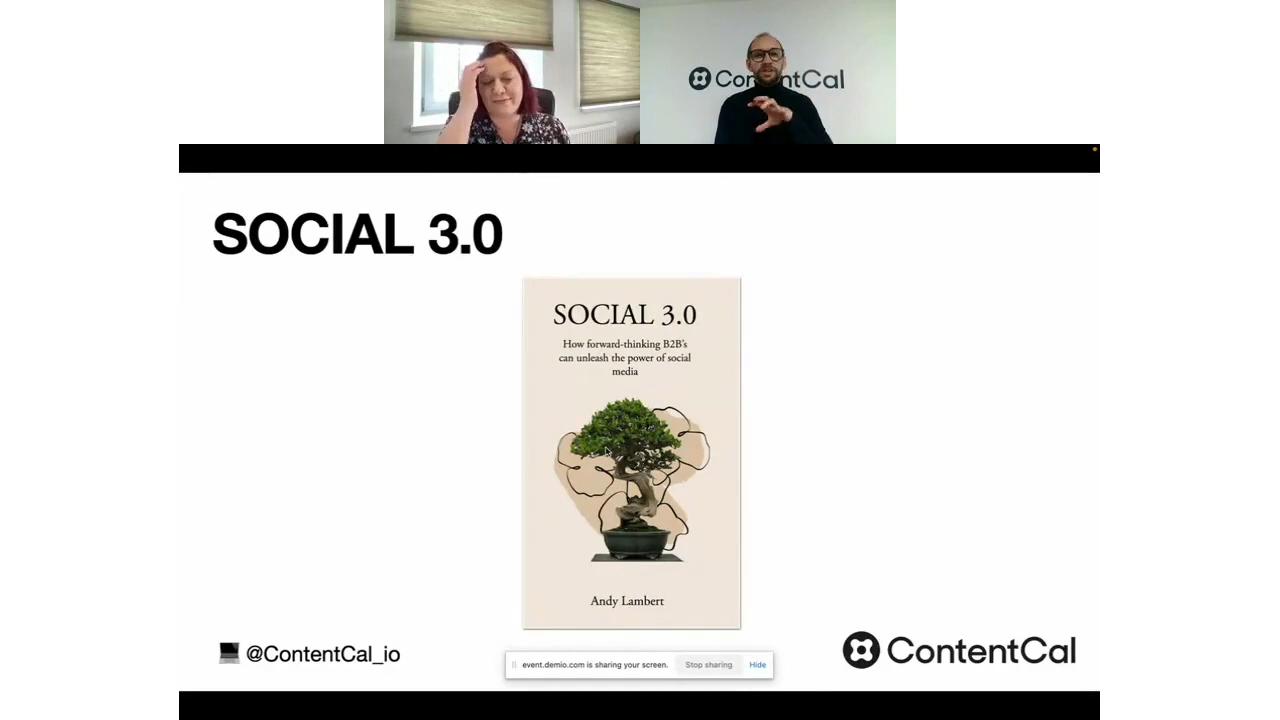 ContentCal
SOCIAL 3.0
SOCIAL 3.0
How forward-thinking B2B's
can unleash the power of social
media
Andy Lambert
@ContentCal_io
event.demio.com is sharing your screen.
Stop sharing
Hide
ContentCal